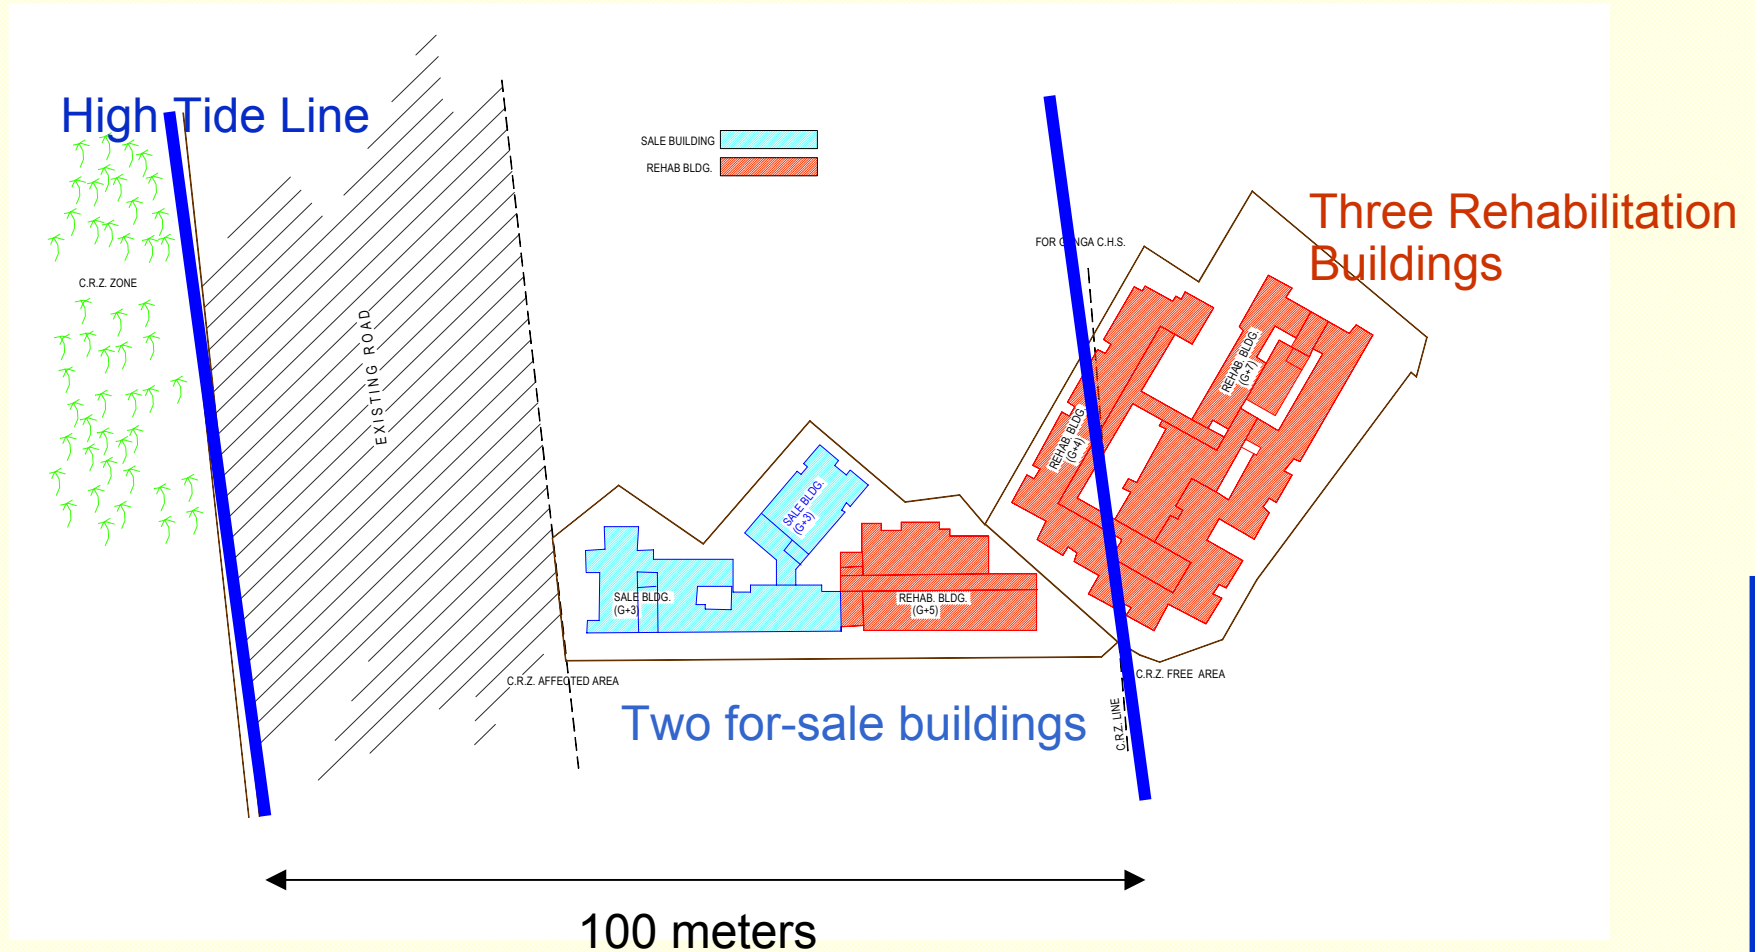 High Tide Line
SALE BUILDING
REHAB BLDG.
Three Rehabilitation
Buildings
FOR GANGA C.H.S.
C.R.Z. ZONE
EXISTING ROAD
REHAB. BLDG.
(G+7)
REHAB. BLDG.
(G+4)
SALE BLDG.
(G+3)
SALE BLDG.
(G+3)
REHAB. BLDG.
(G+5)
C.R.Z. AFFECTED AREA
C.R.Z. FREE AREA
C.R.Z. LINE
Two for-sale buildings
100 meters